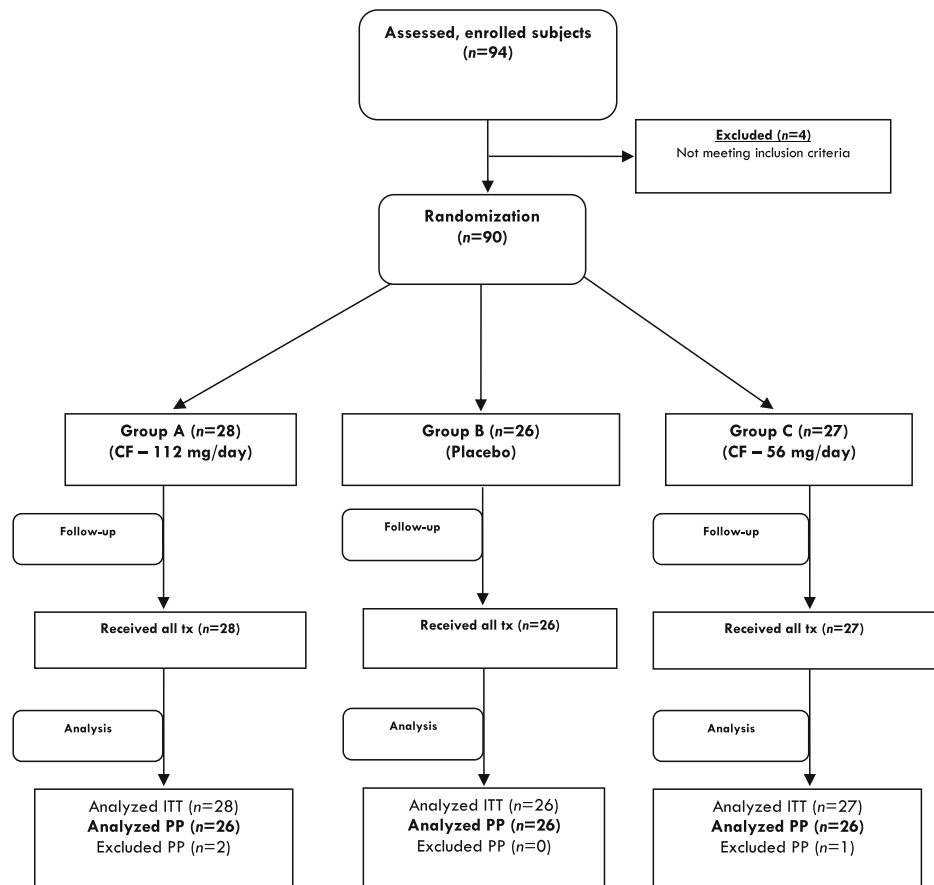 Assessed, enrolled subjects
(n=94)
Excluded (n=4)
Not meeting inclusion criteria
Randomization
(n=90)
Group A (n=28)
(CF – 112 mg/day)
Group B (n=26)
(Placebo)
Group C (n=27)
(CF – 56 mg/day)
Follow-up
Follow-up
Follow-up
Received all tx (n=28)
Received all tx (n=26)
Received all tx (n=27)
Analysis
Analysis
Analysis
Analyzed ITT (n=28)
Analyzed PP (n=26)
Excluded PP (n=2)
Analyzed ITT (n=26)
Analyzed PP (n=26)
Excluded PP (n=0)
Analyzed ITT (n=27)
Analyzed PP (n=26)
Excluded PP (n=1)